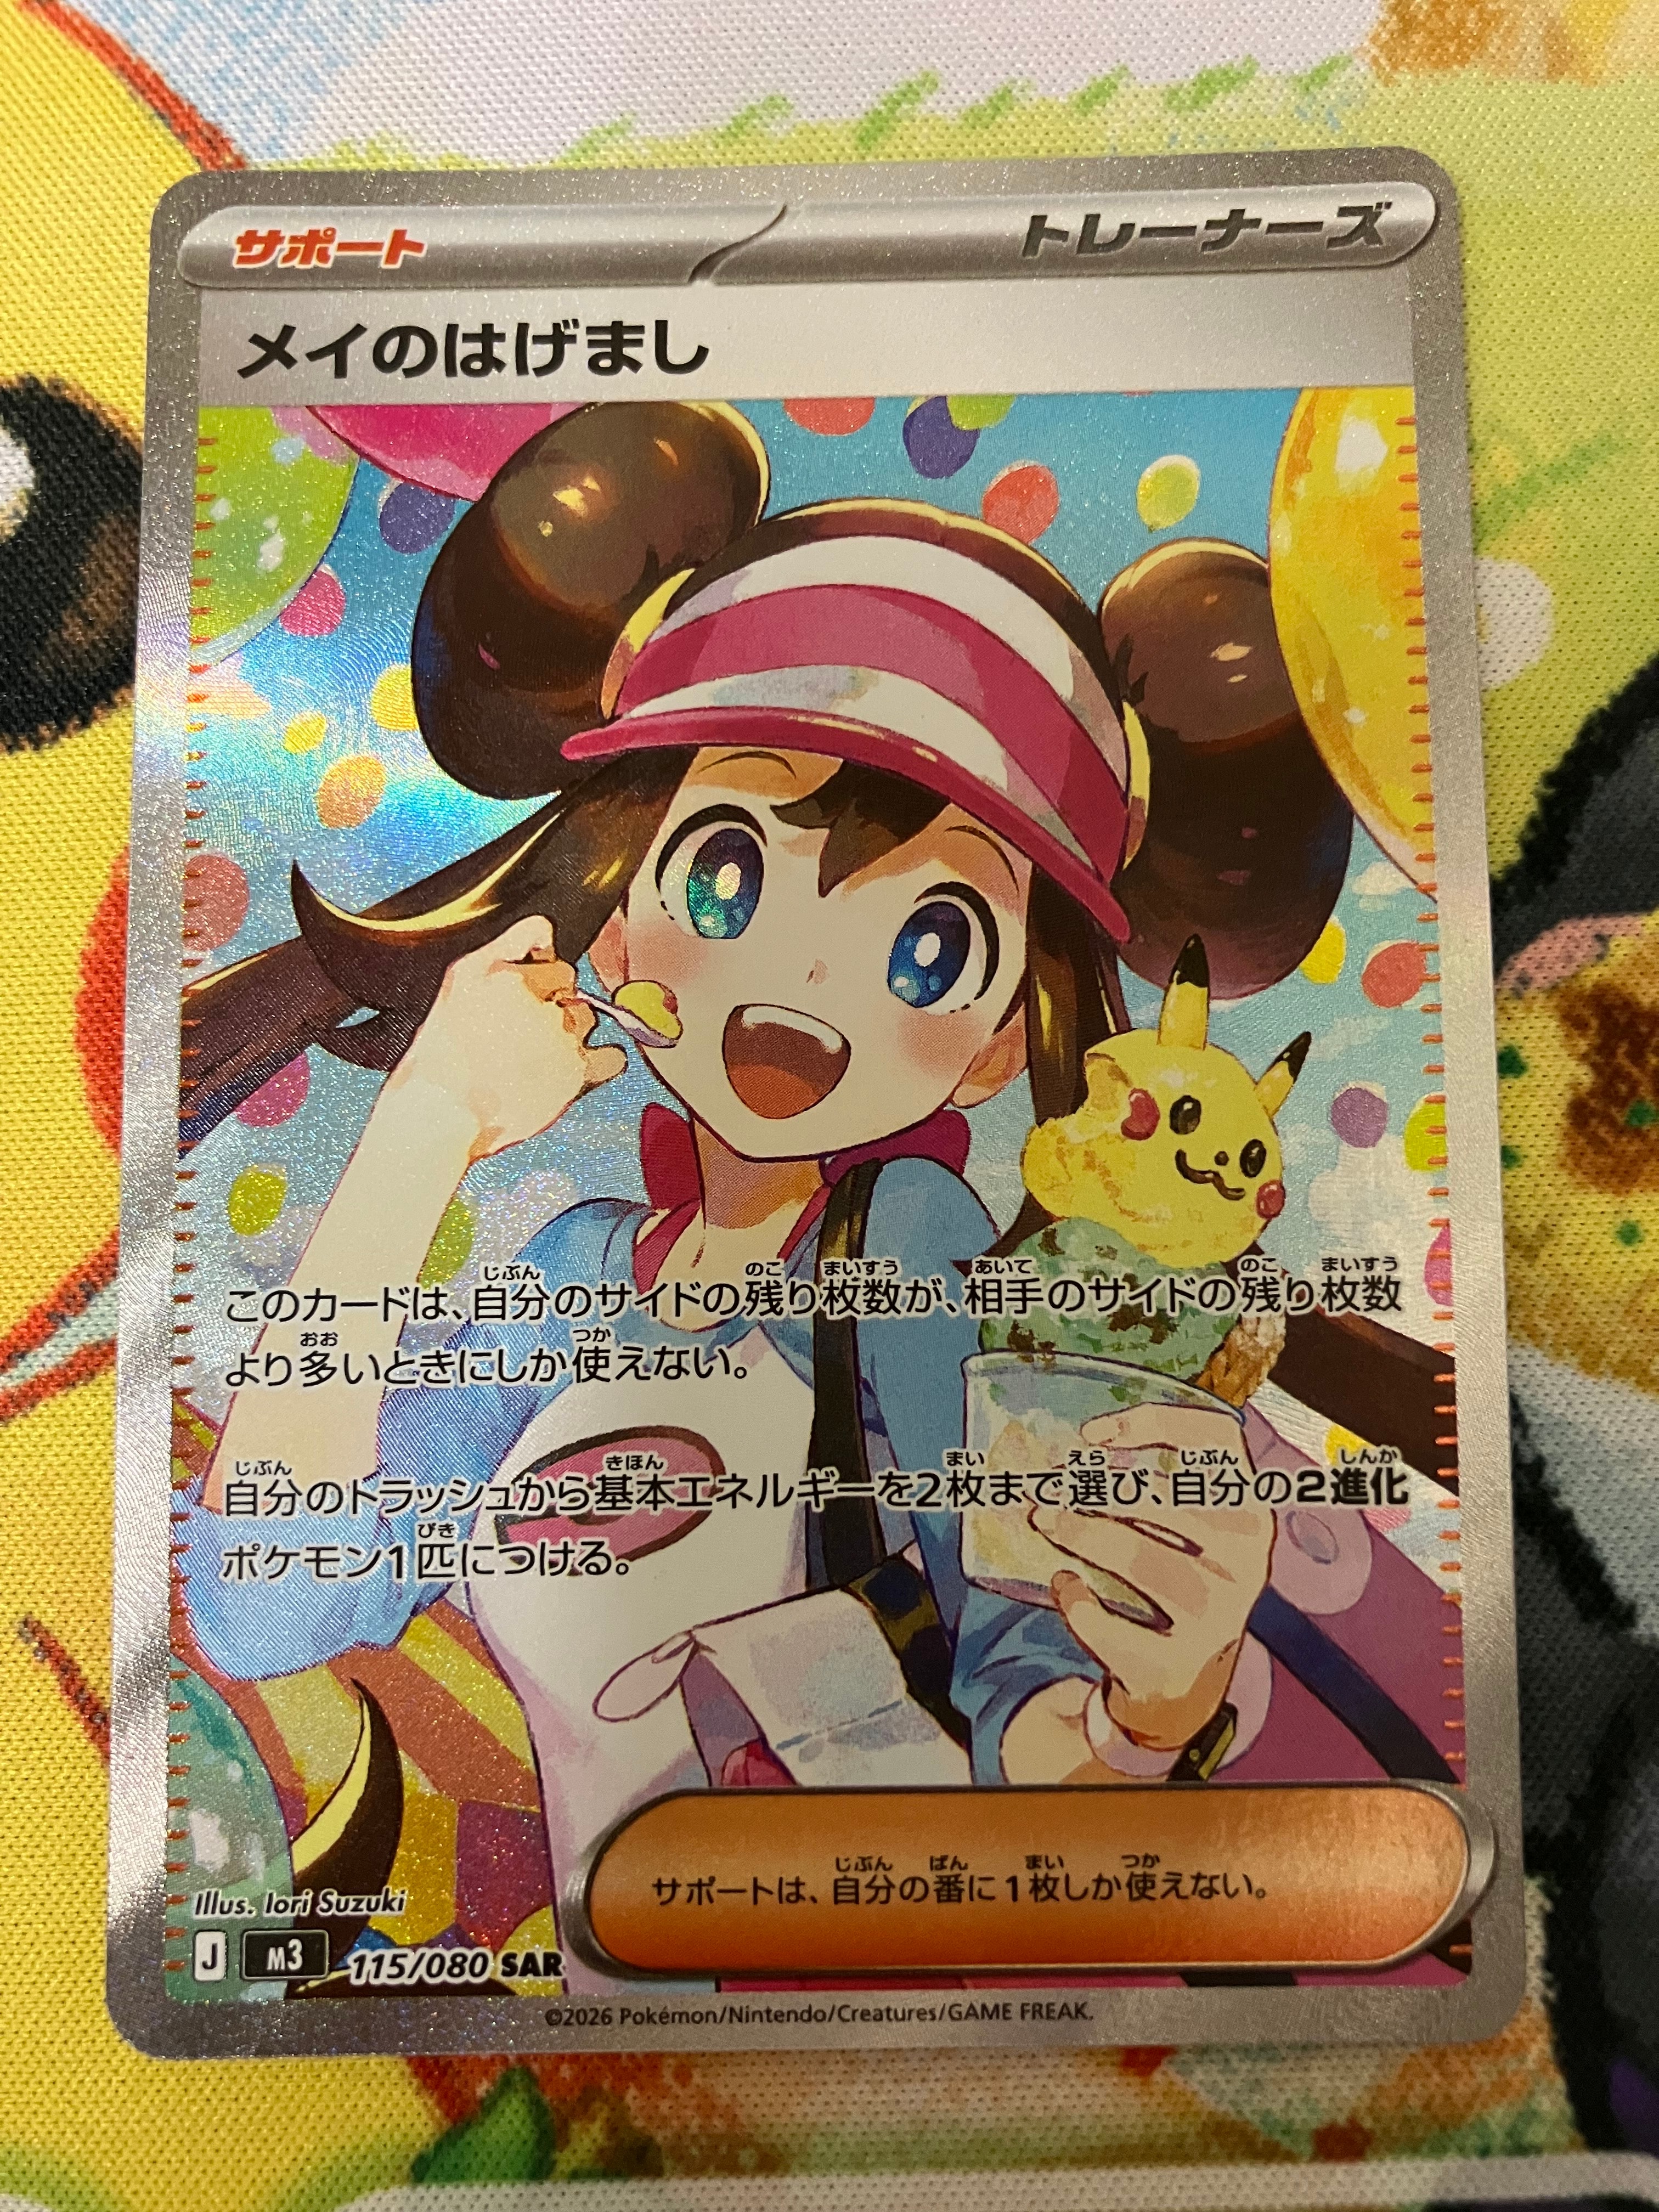 サポート
トレーナーズ
メイのはげまし
このカードは、自分のサイドの残り枚数が、相手のサイドの残り枚数
より多いときにしか使えない。
自分のトラッシュから基本エネルギーを2枚まで選び、自分の2進化
ポケモン1匹につける。
サポートは、自分の番に1枚しか使えない。
Illus. Iori Suzuki
J M3 115/080 SAR
©2026 Pokémon/Nintendo/Creatures/GAME FREAK.